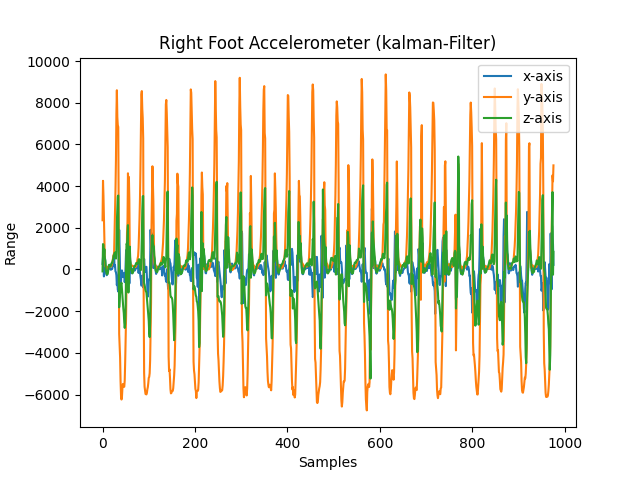 Right Foot Accelerometer (kalman-Filter)
x-axis
y-axis
z-axis
10000
8000
6000
4000
2000
0
−2000
−4000
−6000
Range
0 200 400 600 800 1000
Samples